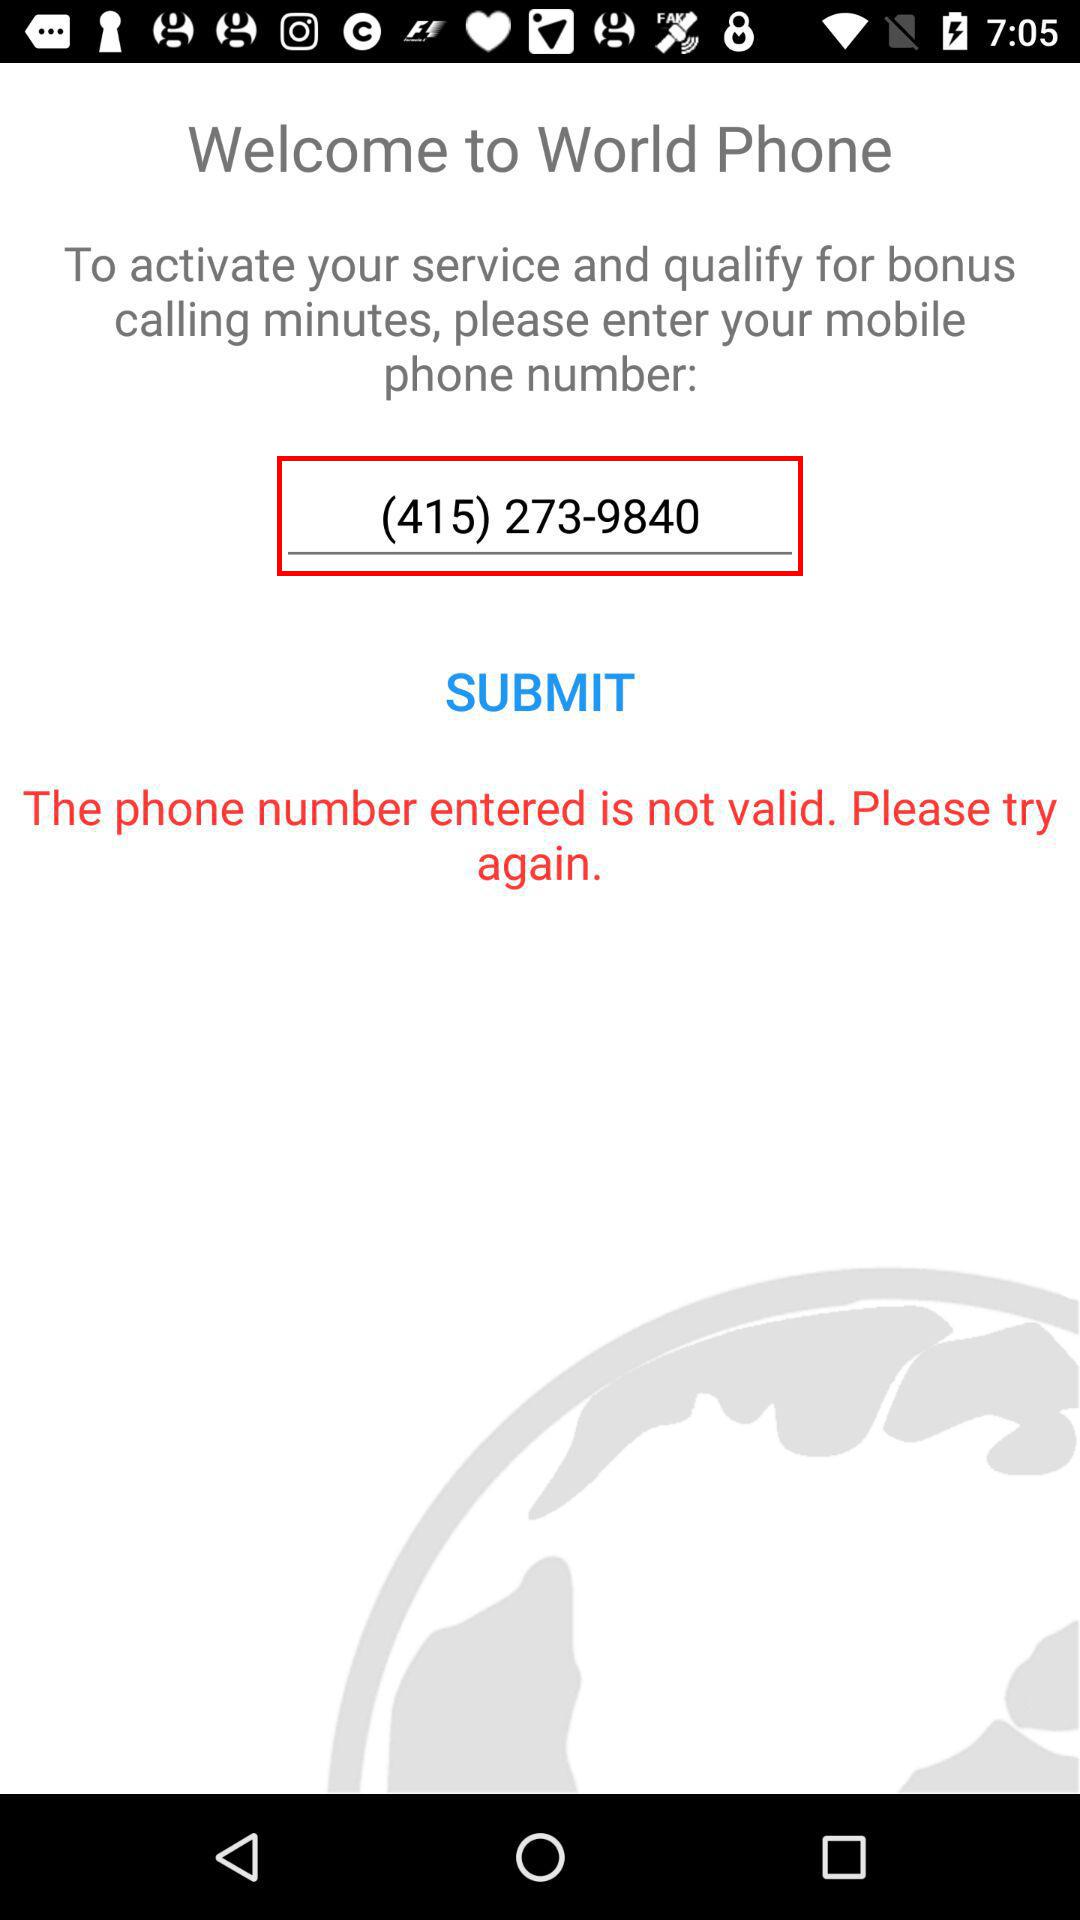 7:05
Welcome to World Phone
To activate your service and qualify for bonus
calling minutes, please enter your mobile
phone number:
(415) 273-9840
SUBMIT
The phone number entered is not valid. Please try
again.